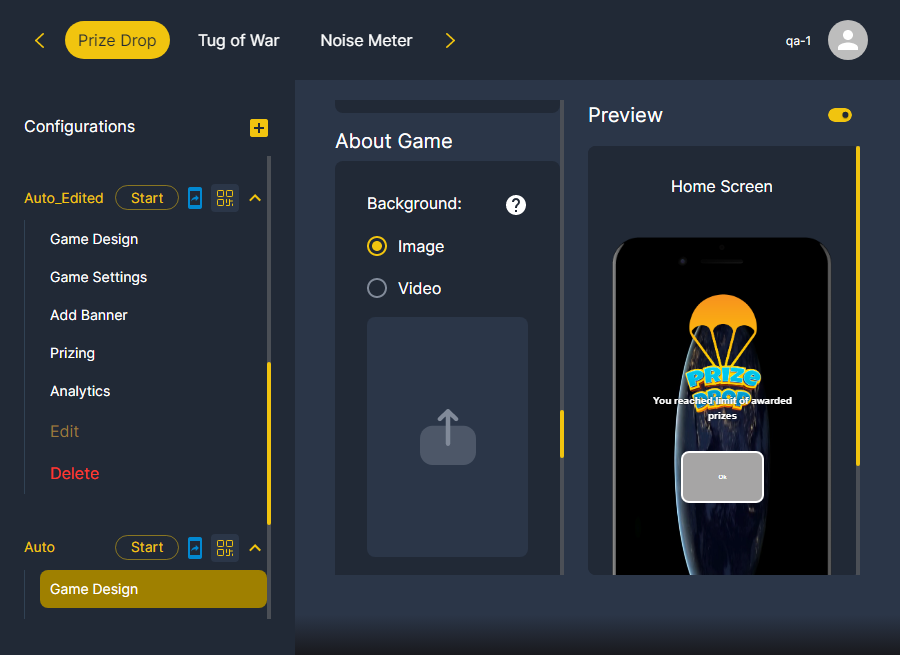 Prize Drop
Tug of War
Noise Meter
qa-1
Configurations
Auto_Edited
Start
Game Design
Game Settings
Add Banner
Prizing
Analytics
Edit
Delete
Auto
Start
Game Design
About Game
Background:
?
Image
Video
Preview
Home Screen
PRIZE
DROP
You reached limit of awarded
prizes
Ok